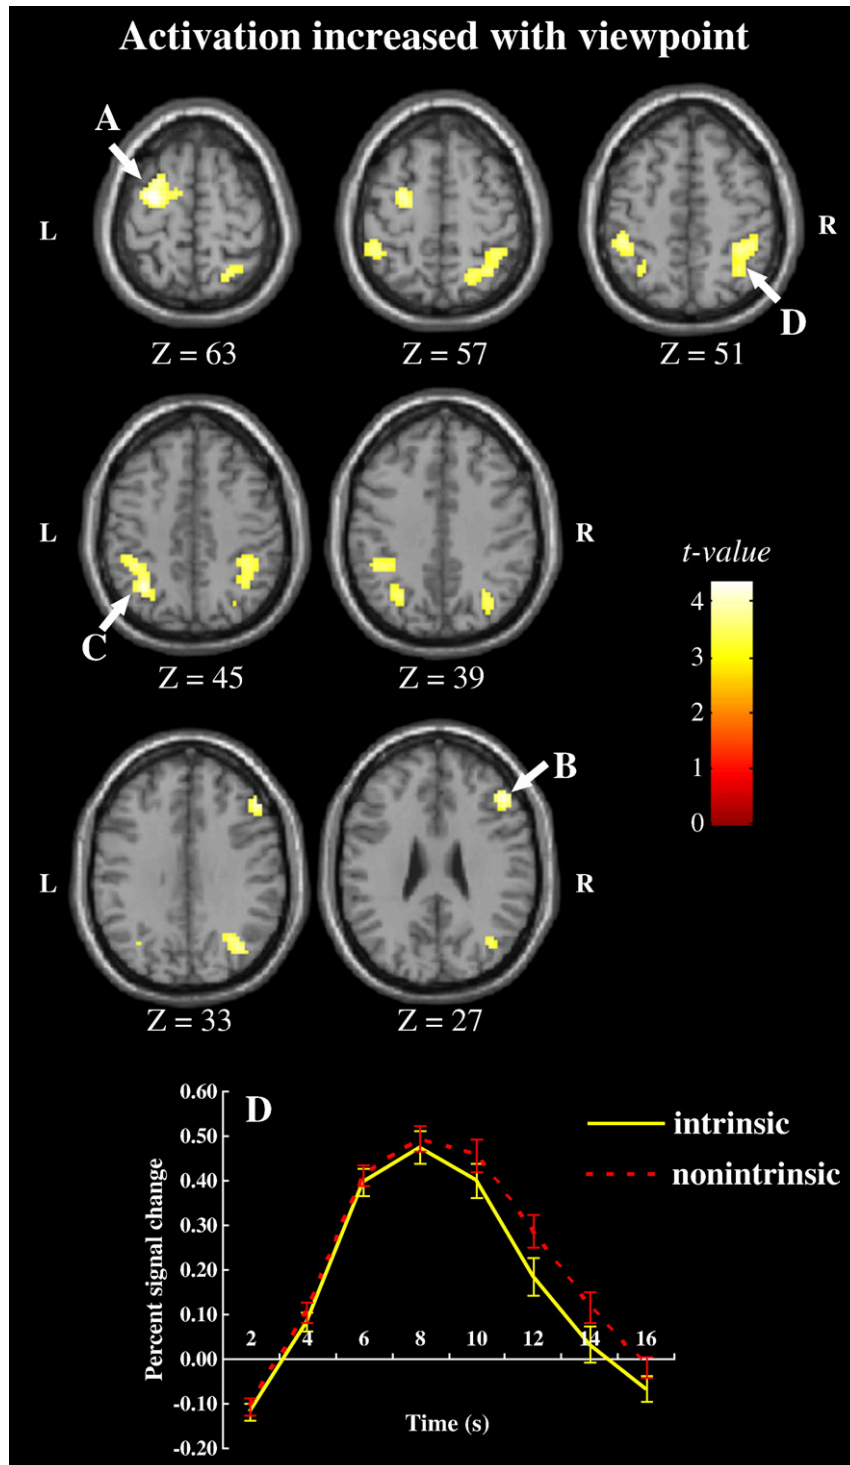 Activation increased with viewpoint
A
L
R
D
Z = 63
Z = 57
Z = 51
L
R
C
Z = 45
Z = 39
t-value
4
3
2
1
0
B
L
R
Z = 33
Z = 27
D
intrinsic
nonintrinsic
Percent signal change
0.60
0.50
0.40
0.30
0.20
0.10
0.00
-0.10
-0.20
2 4 6 8 10 12 14 16
Time (s)